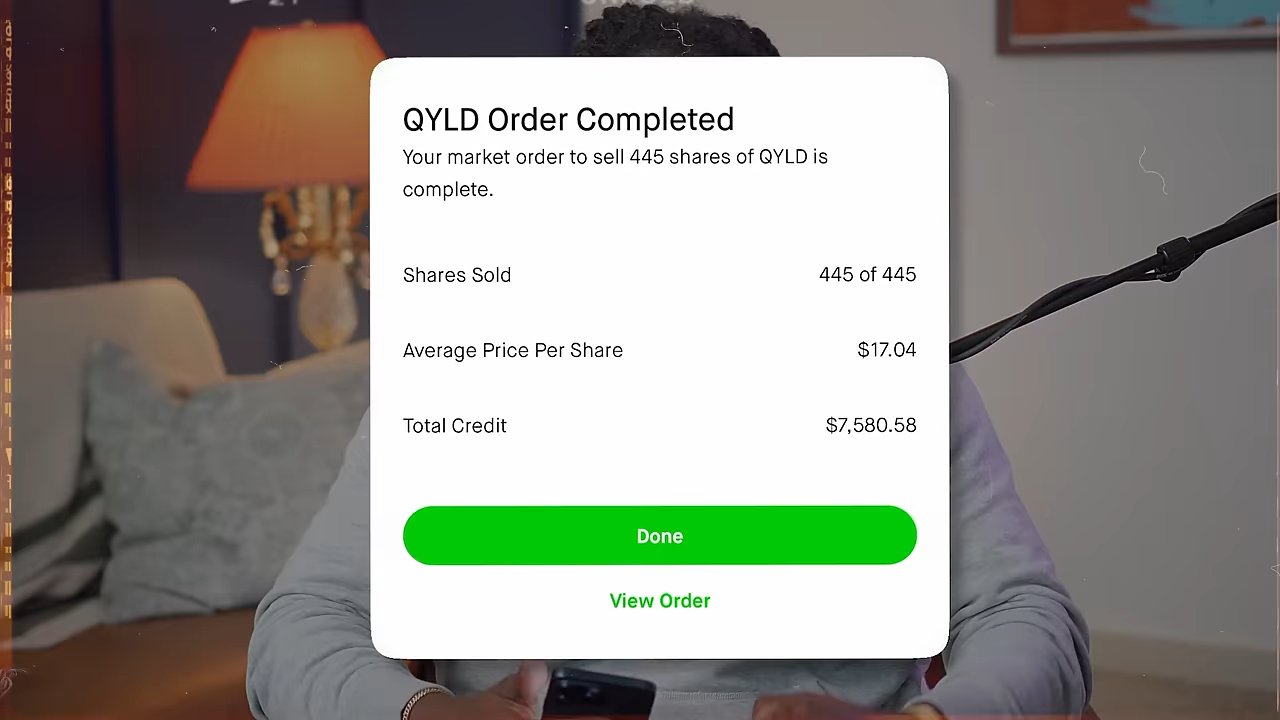 QYLD Order Completed
Your market order to sell 445 shares of QYLD is
complete.
Shares Sold 445 of 445
Average Price Per Share $17.04
Total Credit $7,580.58
Done
View Order